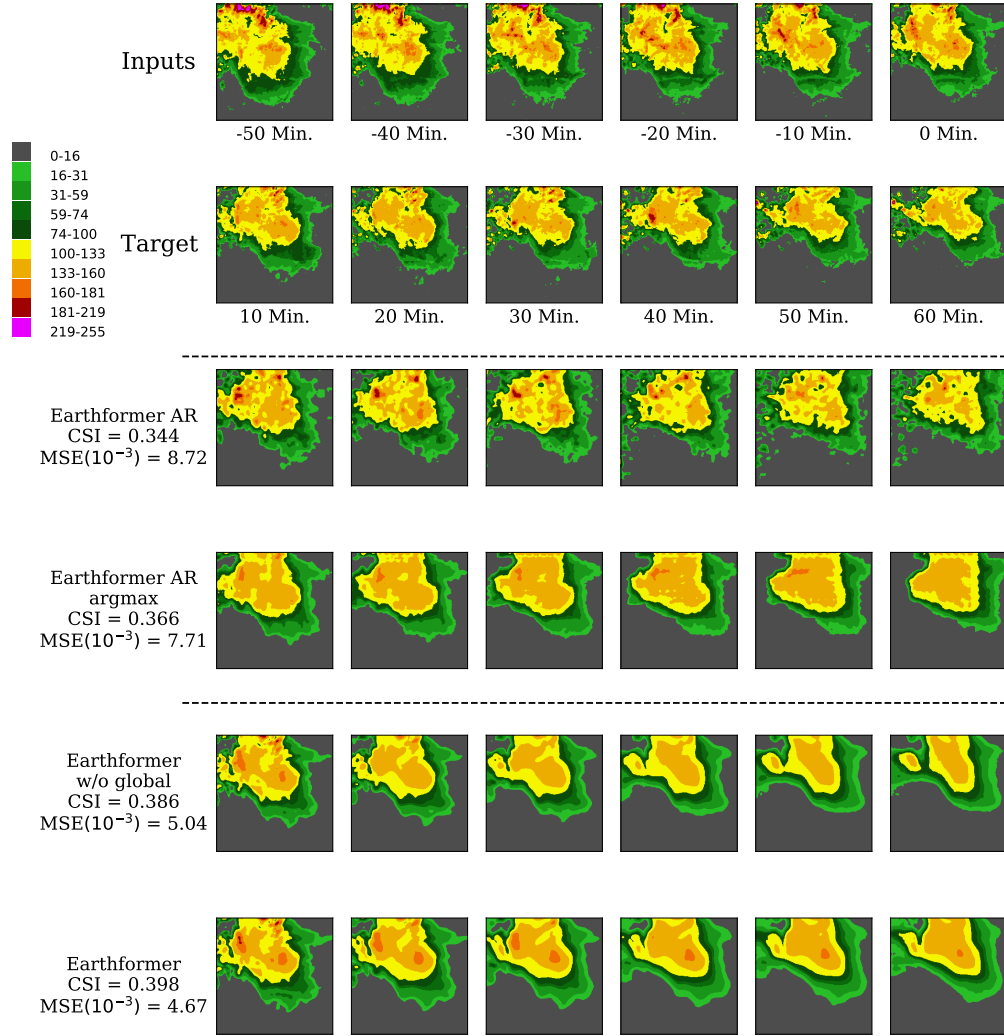 Inputs
-50 Min. -40 Min. -30 Min. -20 Min. -10 Min. 0 Min.
0-16
16-31
31-59
59-74
74-100
100-133
133-160
160-181
181-219
219-255
Target
10 Min. 20 Min. 30 Min. 40 Min. 50 Min. 60 Min.
Earthformer AR
CSI = 0.344
MSE(10⁻³) = 8.72
Earthformer AR
argmax
CSI = 0.366
MSE(10⁻³) = 7.71
Earthformer
w/o global
CSI = 0.386
MSE(10⁻³) = 5.04
Earthformer
CSI = 0.398
MSE(10⁻³) = 4.67